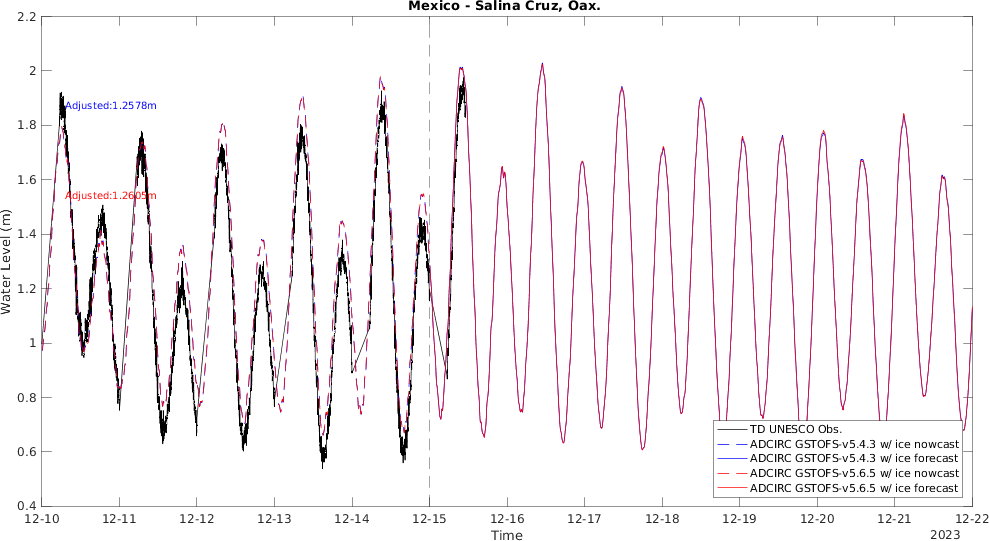 Mexico - Salina Cruz, Oax.
2.2
2
1.8
1.6
1.4
1.2
1
0.8
0.6
0.4
Water Level (m)
Adjusted:1.2578m
Adjusted:1.2605m
TD UNESCO Obs.
ADCIRC GSTOFS-v5.4.3 w/ ice nowcast
ADCIRC GSTOFS-v5.4.3 w/ ice forecast
ADCIRC GSTOFS-v5.6.5 w/ ice nowcast
ADCIRC GSTOFS-v5.6.5 w/ ice forecast
12-10 12-11 12-12 12-13 12-14 12-15 12-16 12-17 12-18 12-19 12-20 12-21 12-22
Time
2023